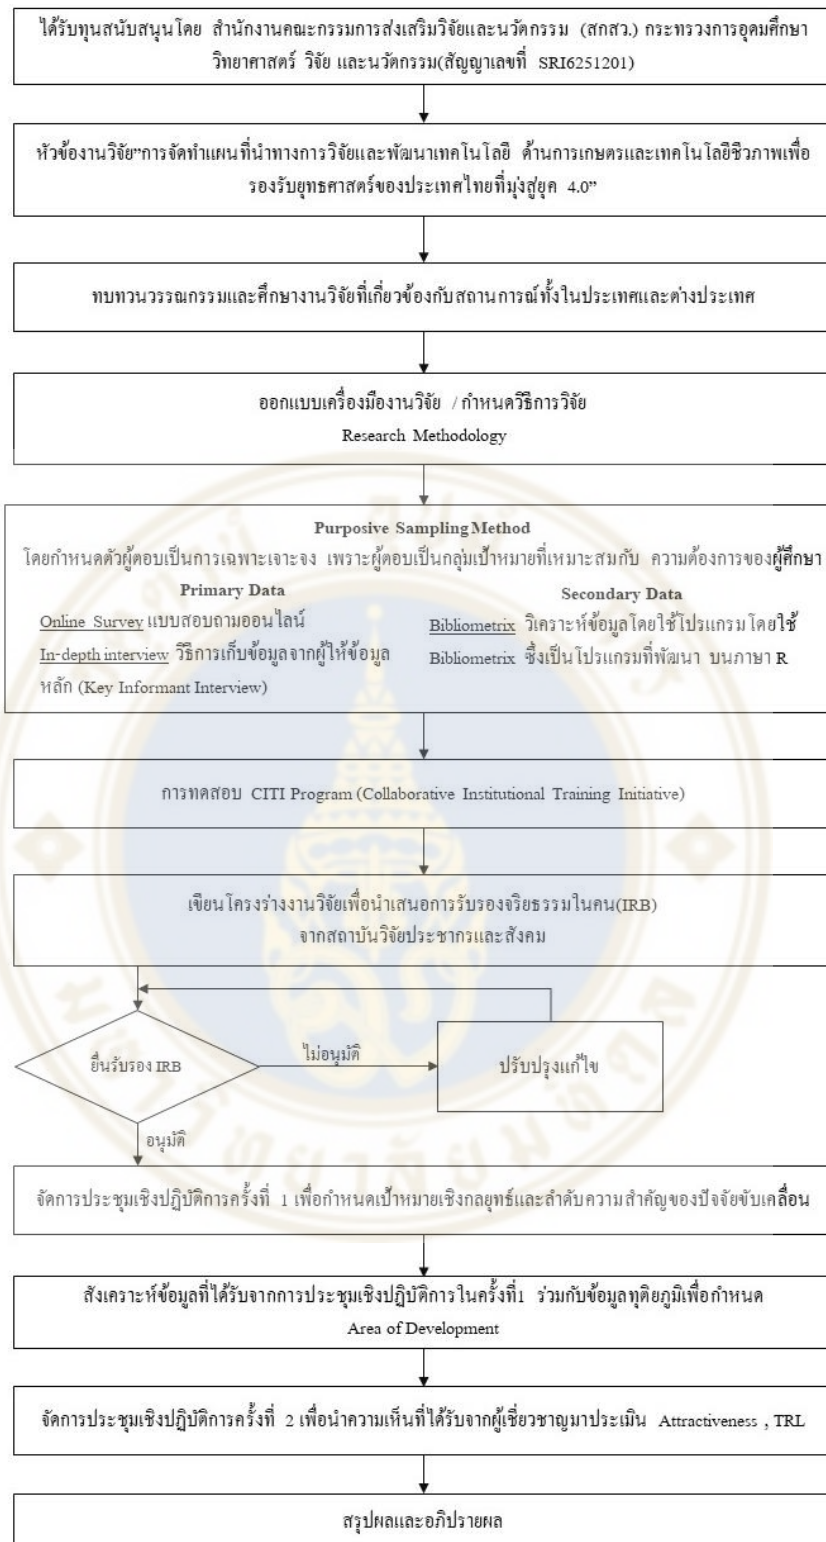 ได้รับทุนสนับสนุนโดย สำนักงานคณะกรรมการส่งเสริมวิจัยและนวัตกรรม (สกสว.) กระทรวงการอุดมศึกษา
วิทยาศาสตร์ วิจัย และนวัตกรรม(สัญญาเลขที่ SRI6251201)
หัวข้องานวิจัย"การจัดทำแผนที่นำทางการวิจัยและพัฒนาเทคโนโลยี ด้านการเกษตรและเทคโนโลยีชีวภาพเพื่อ
รองรับยุทธศาสตร์ของประเทศไทยที่มุ่งสู่ยุค 4.0"
ทบทวนวรรณกรรมและศึกษางานวิจัยที่เกี่ยวข้องกับสถานการณ์ทั้งในประเทศและต่างประเทศ
ออกแบบเครื่องมืองานวิจัย / กำหนดวิธีการวิจัย
Research Methodology
Purposive Sampling Method
โดยกำหนดตัวผู้ตอบเป็นการเฉพาะเจาะจง เพราะผู้ตอบเป็นกลุ่มเป้าหมายที่เหมาะสมกับ ความต้องการของผู้ศึกษา
Primary Data
Online Survey แบบสอบถามออนไลน์
In-depth interview วิธีการเก็บข้อมูลจากผู้ให้ข้อมูล
หลัก (Key Informant Interview)
Secondary Data
Bibliometrix วิเคราะห์ข้อมูลโดยใช้โปรแกรม โดยใช้
Bibliometrix ซึ่งเป็นโปรแกรมที่พัฒนา บนภาษา R
การทดสอบ CITI Program (Collaborative Institutional Training Initiative)
เขียนโครงร่างงานวิจัยเพื่อนำเสนอการรับรองจริยธรรมในคน(IRB)
จากสถาบันวิจัยประชากรและสังคม
ยื่นรับรอง IRB
ไม่อนุมัติ
ปรับปรุงแก้ไข
อนุมัติ
จัดการประชุมเชิงปฏิบัติการครั้งที่ 1 เพื่อกำหนดเป้าหมายเชิงกลยุทธ์และลำดับความสำคัญของปัจจัยขับเคลื่อน
สังเคราะห์ข้อมูลที่ได้รับจากการประชุมเชิงปฏิบัติการในครั้งที่1 ร่วมกับข้อมูลทุติยภูมิเพื่อกำหนด
Area of Development
จัดการประชุมเชิงปฏิบัติการครั้งที่ 2 เพื่อนำความเห็นที่ได้รับจากผู้เชี่ยวชาญมาประเมิน Attractiveness , TRL
สรุปผลและอภิปรายผล
มหาวิทยาลัยมหิดล